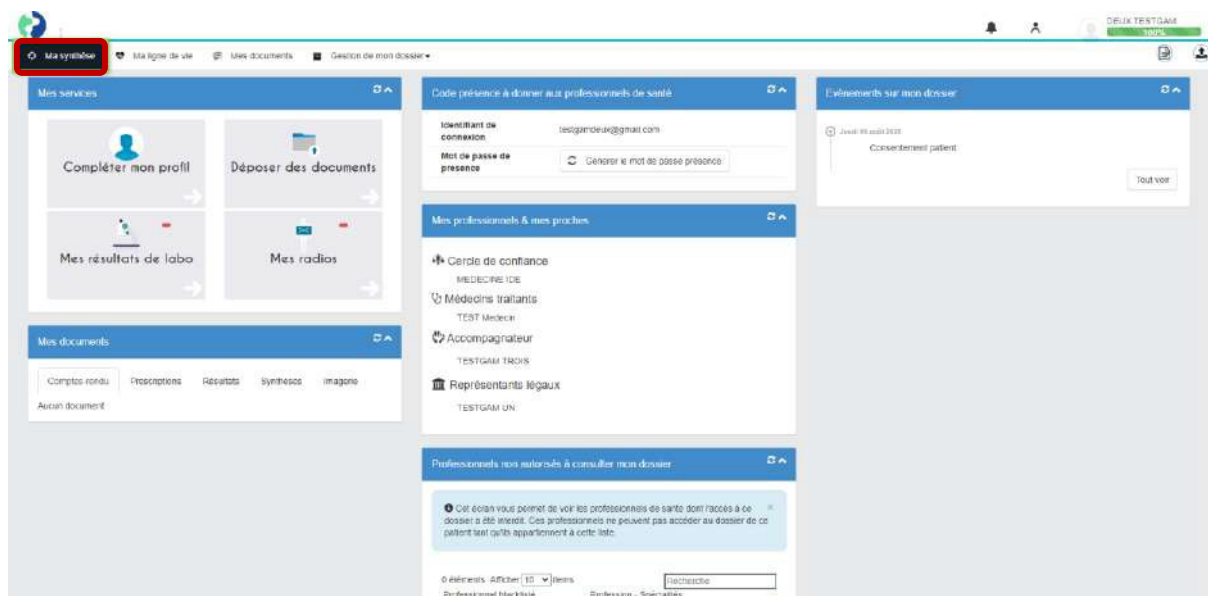 DEUX TESTGAM
100%
Ma synthèse
Ma ligne de vie
Mes documents
Gestion de mon dossier
Mes services
Compléter mon profil
Déposer des documents
Mes résultats de labo
Mes radios
Mes documents
Comptes rendu Prescriptions Résultats Synthèses Imagerie
Aucun document
Code présence à donner aux professionnels de santé
Identifiant de connexion
testgamdeux@gmail.com
Mot de passe de presence
Generer le mot de passe présence
Mes professionnels & mes proches
Cercle de confiance
MEDECINE IDE
Médecins traitants
TEST Medecin
Accompagnateur
TESTGAM TROIS
Représentants légaux
TESTGAM UN
Professionnels non autorisés à consulter mon dossier
Cet écran vous permet de voir les professionnels de santé dont l'accès à ce
dossier a été interdit. Ces professionnels ne peuvent pas accéder au dossier de ce
patient tant qu'ils appartiennent à cette liste.
0 éléments Afficher 10 items
Recherche
Professionnel blacklisté
Profession - Spécialités
Evènements sur mon dossier
Jeudi août
Consentement patient
Tout voir